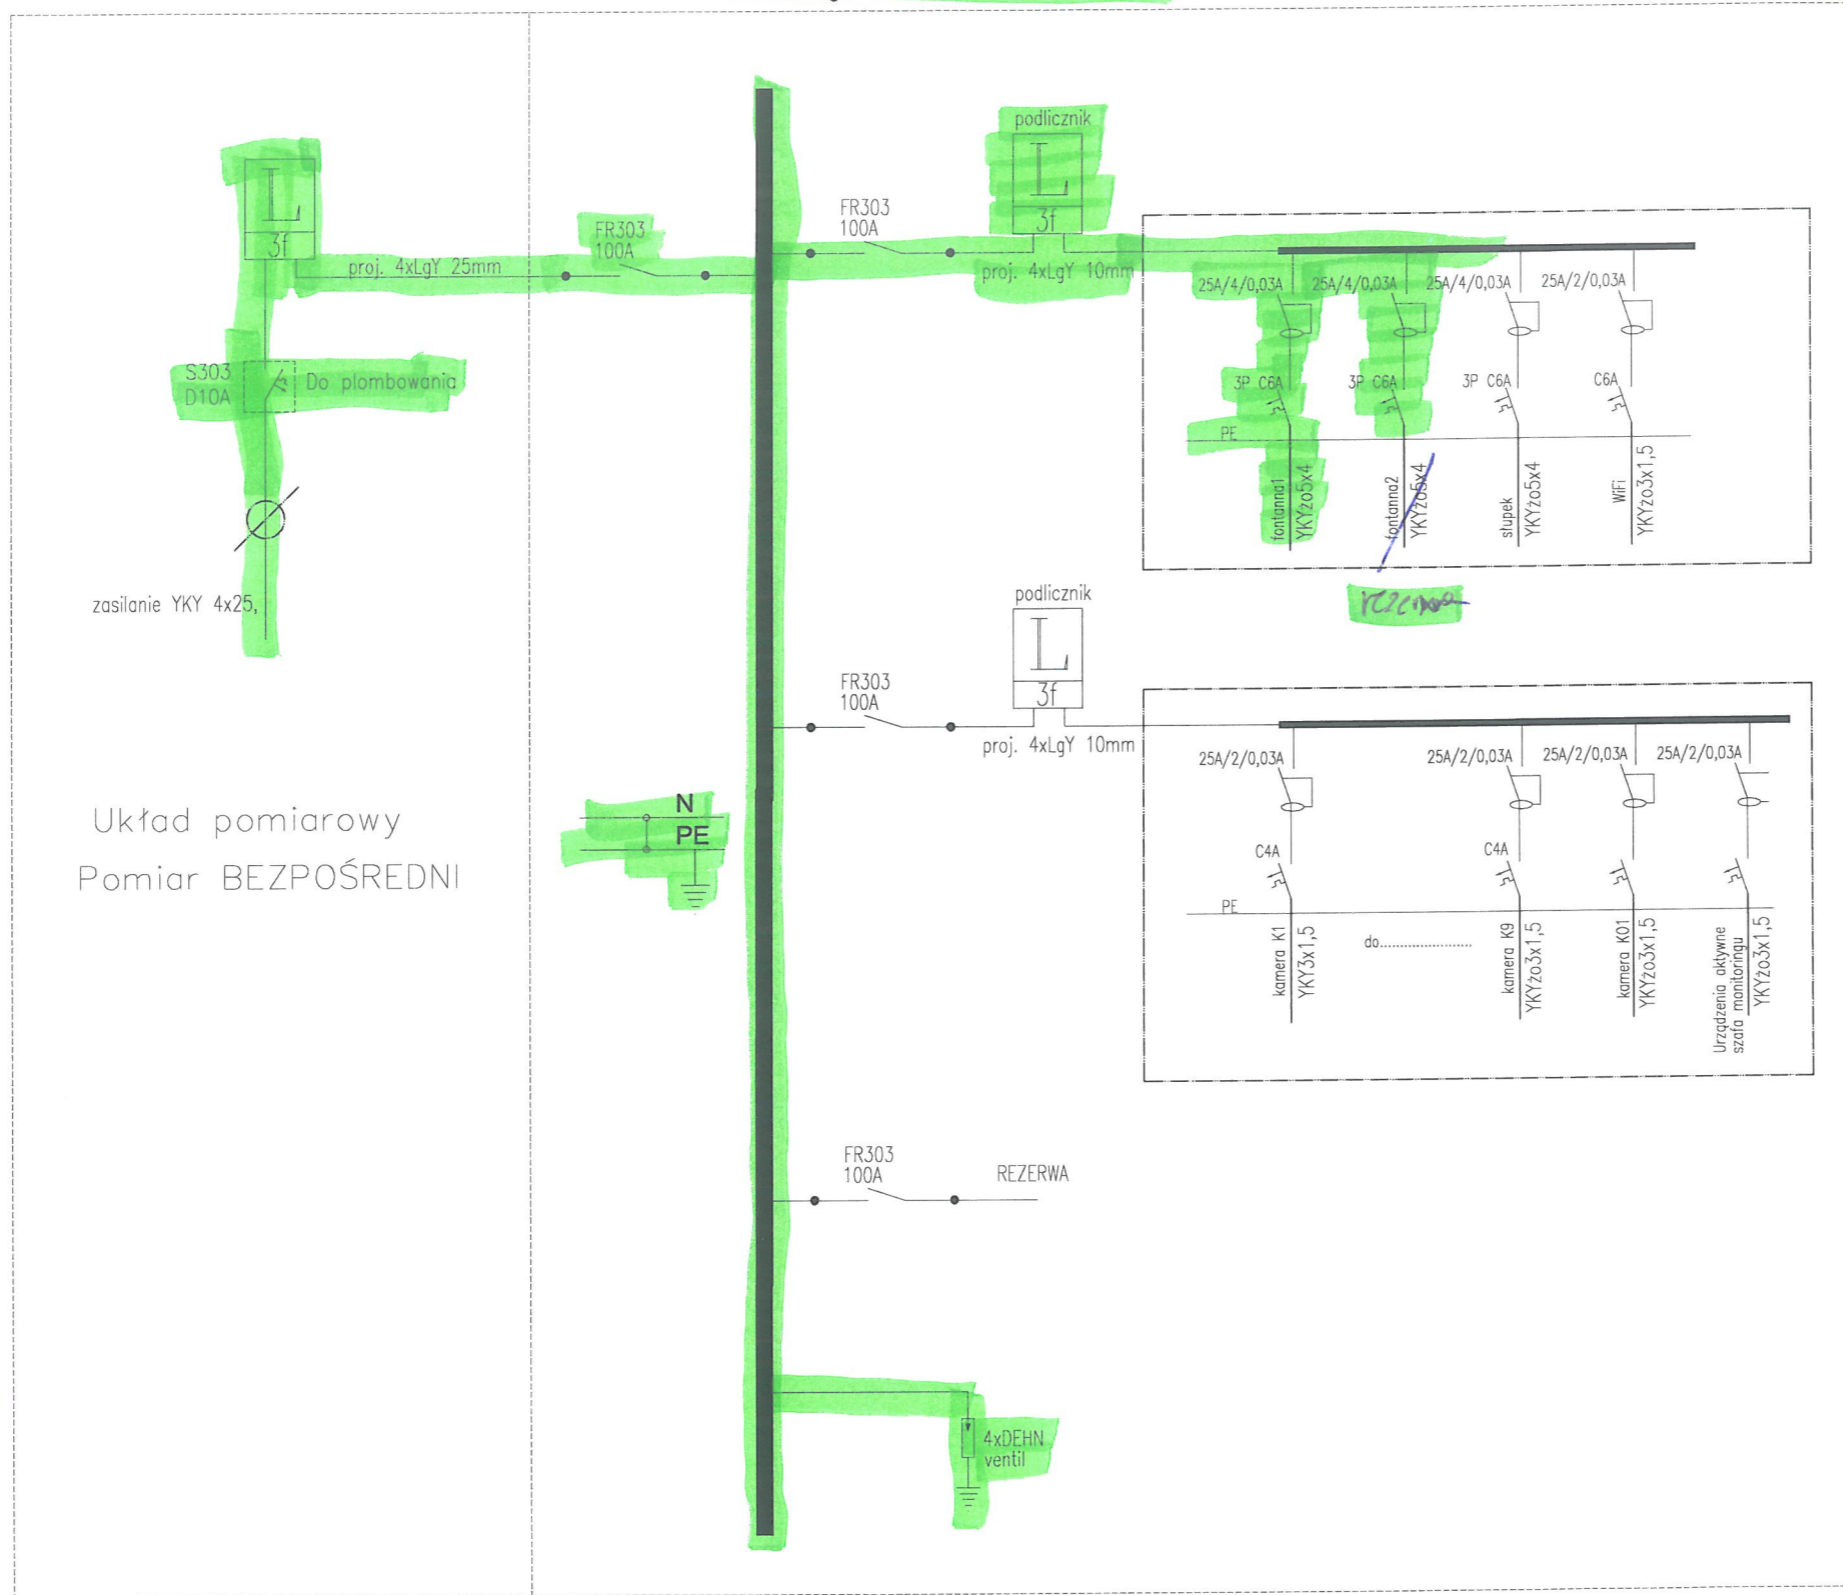 L
3f
proj. 4xLgY 25mm
S303
D10A
Do plombowania
zasilanie YKY 4x25,
Układ pomiarowy
Pomiar BEZPOŚREDNI
FR303
100A
N
PE
FR303
100A
podlicznik
L
3f
proj. 4xLgY 10mm
25A/4/0,03A
25A/4/0,03A
25A/4/0,03A
25A/2/0,03A
3P C6A
3P C6A
3P C6A
C6A
PE
fontanna1
YKYżo5x4
fontanna2
YKYżo5x4
słupek
YKYżo5x4
WiFi
YKYżo3x1,5
rezerwa
FR303
100A
podlicznik
L
3f
proj. 4xLgY 10mm
25A/2/0,03A
25A/2/0,03A
25A/2/0,03A
25A/2/0,03A
C4A
C4A
PE
kamera K1
YKY3x1,5
do.......................
kamera K9
YKYżo3x1,5
kamera K01
YKYżo3x1,5
Urządzenia aktywne
szafa monitoringu
YKYżo3x1,5
FR303
100A
REZERWA
4xDEHN
ventil